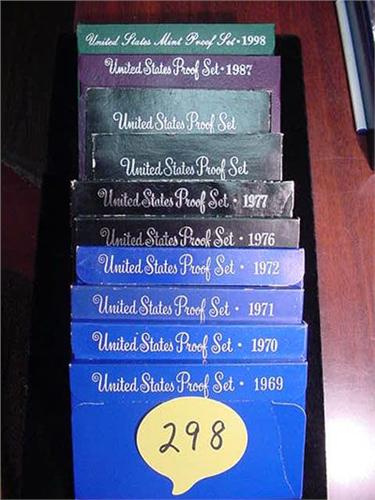 United States Mint Proof Set • 1998
United States Proof Set • 1987
United States Proof Set
United States Proof Set
United States Proof Set • 1977
United States Proof Set • 1976
United States Proof Set • 1972
United States Proof Set • 1971
United States Proof Set • 1970
United States Proof Set • 1969
298